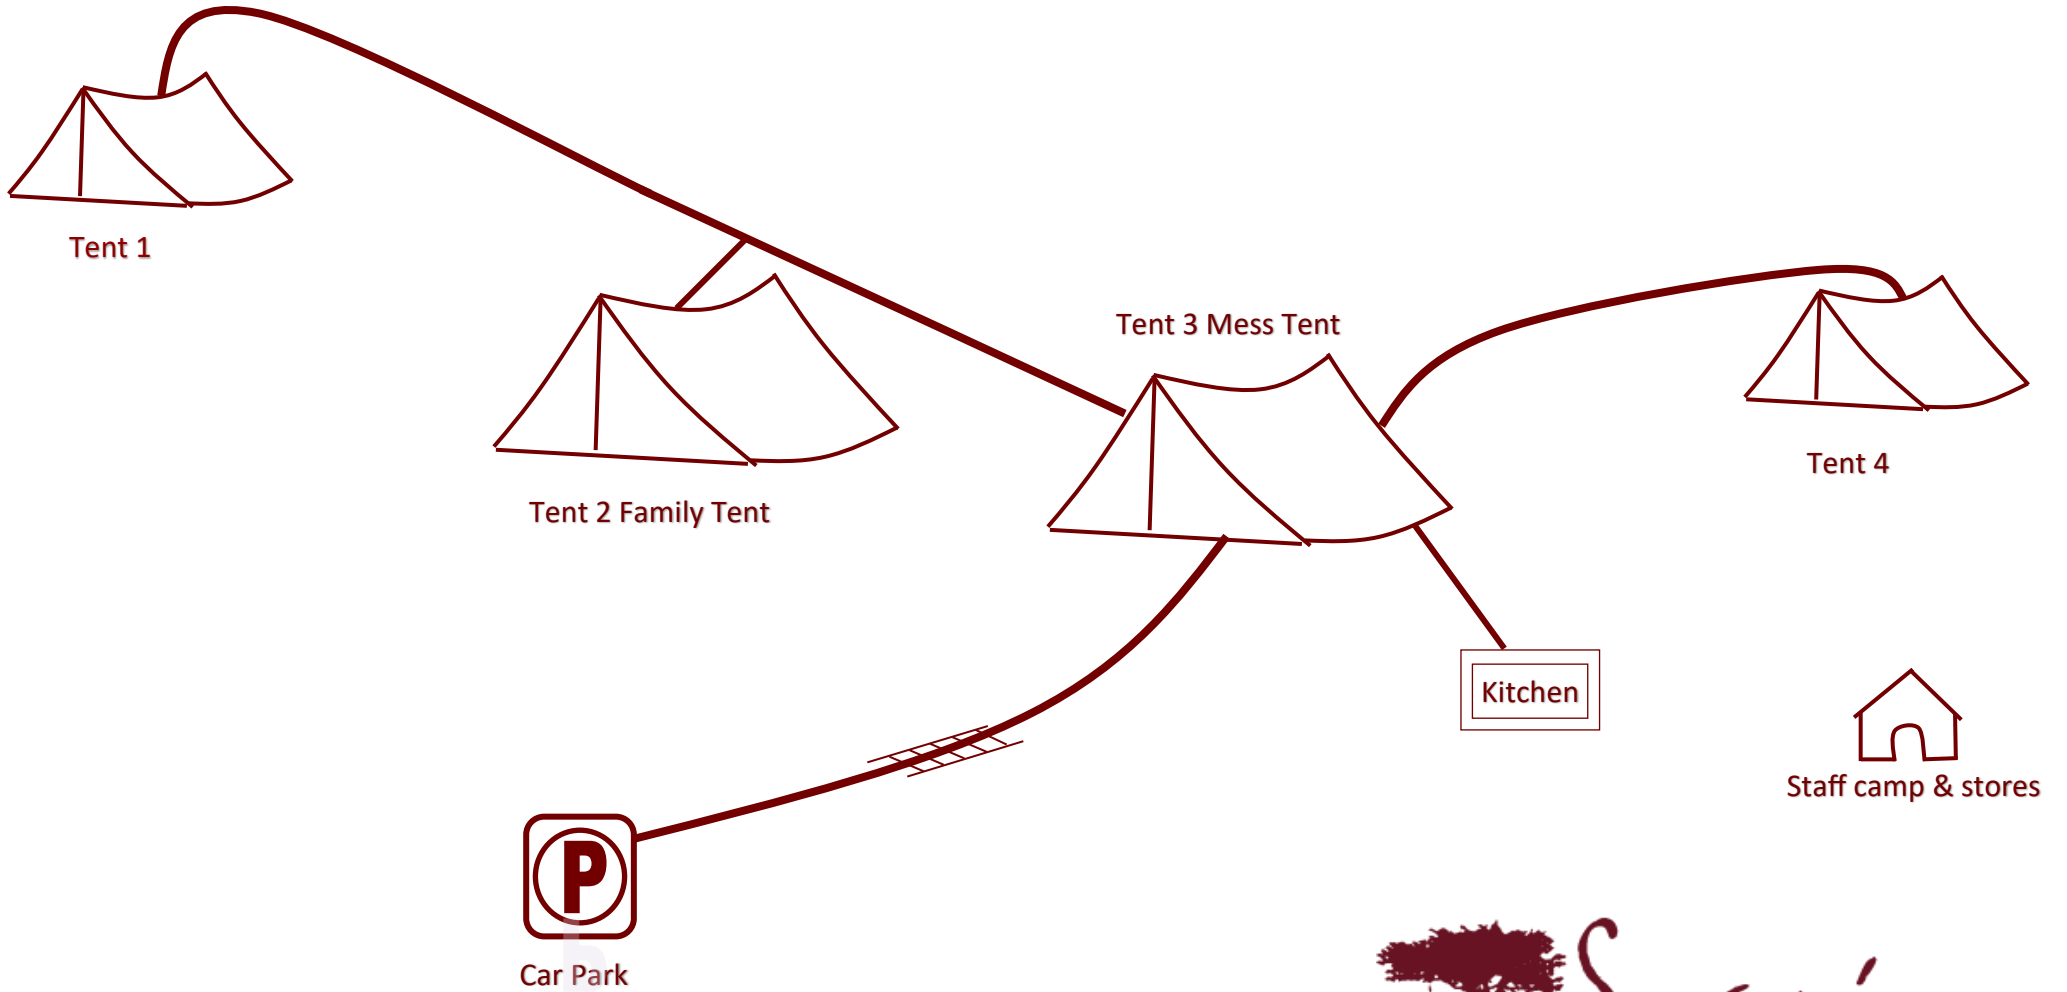 Tent 1
Tent 3 Mess Tent
Tent 4
Tent 2 Family Tent
Kitchen
Staff camp & stores
P
Car Park